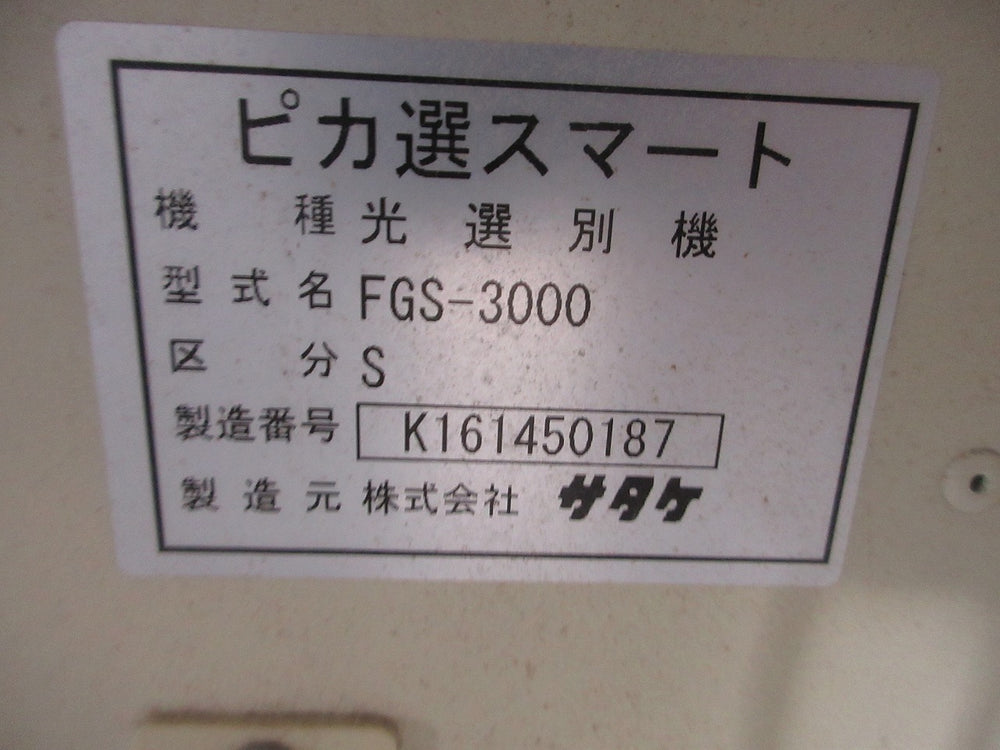 ピカ選スマート
機種 光選別機
型式名 FGS-3000
区分 S
製造番号 K161450187
製造元 株式会社 サタケ